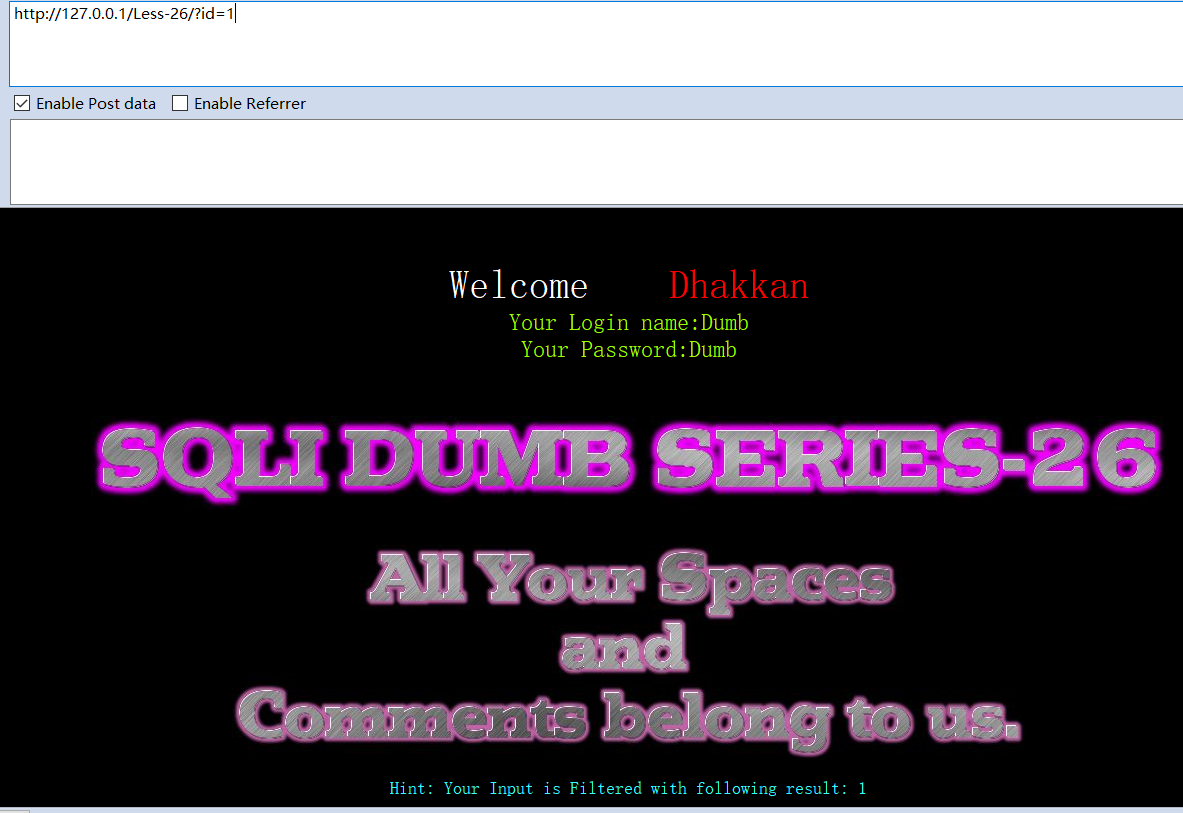 http://127.0.0.1/Less-26/?id=1
Enable Post data Enable Referrer
Welcome Dhakkan
Your Login name:Dumb
Your Password:Dumb
SQLI DUMB SERIES-26
All Your Spaces
and
Comments belong to us.
Hint: Your Input is Filtered with following result: 1